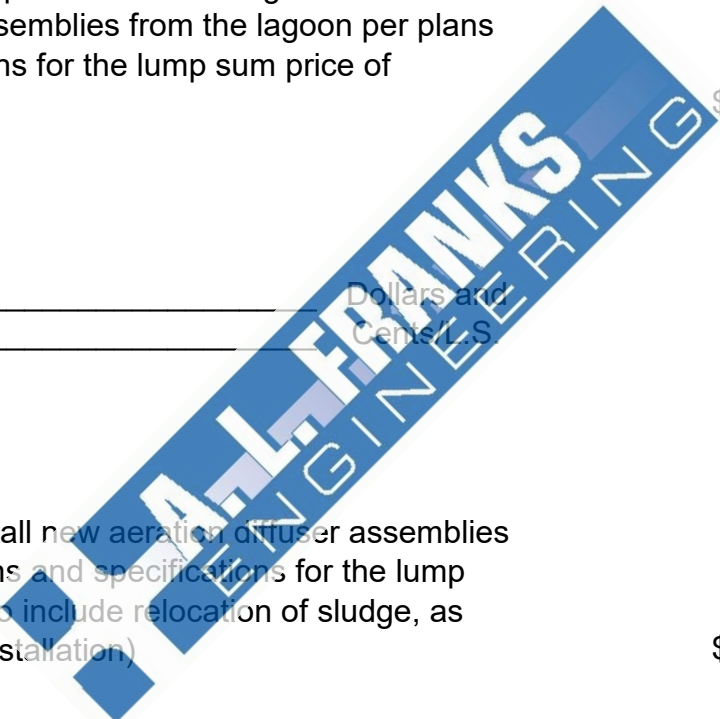 semblies from the lagoon per plans
ns for the lump sum price of
$
A.L. FRANKS
ENGINEERING
Dollars and
Cents/L.S.
all new aeration diffuser assemblies
ns and specifications for the lump
o include relocation of sludge, as
stallation)
$